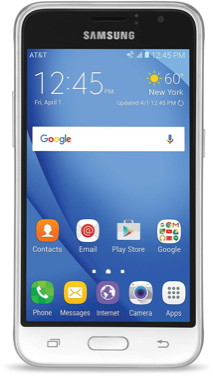 SAMSUNG
AT&T 12:45 PM
12:45 PM
60°
New York
Fri, April 1
Updated 4/1 12:45 PM
Google
Contacts Email Play Store Google
Phone Messages Internet Camera Apps